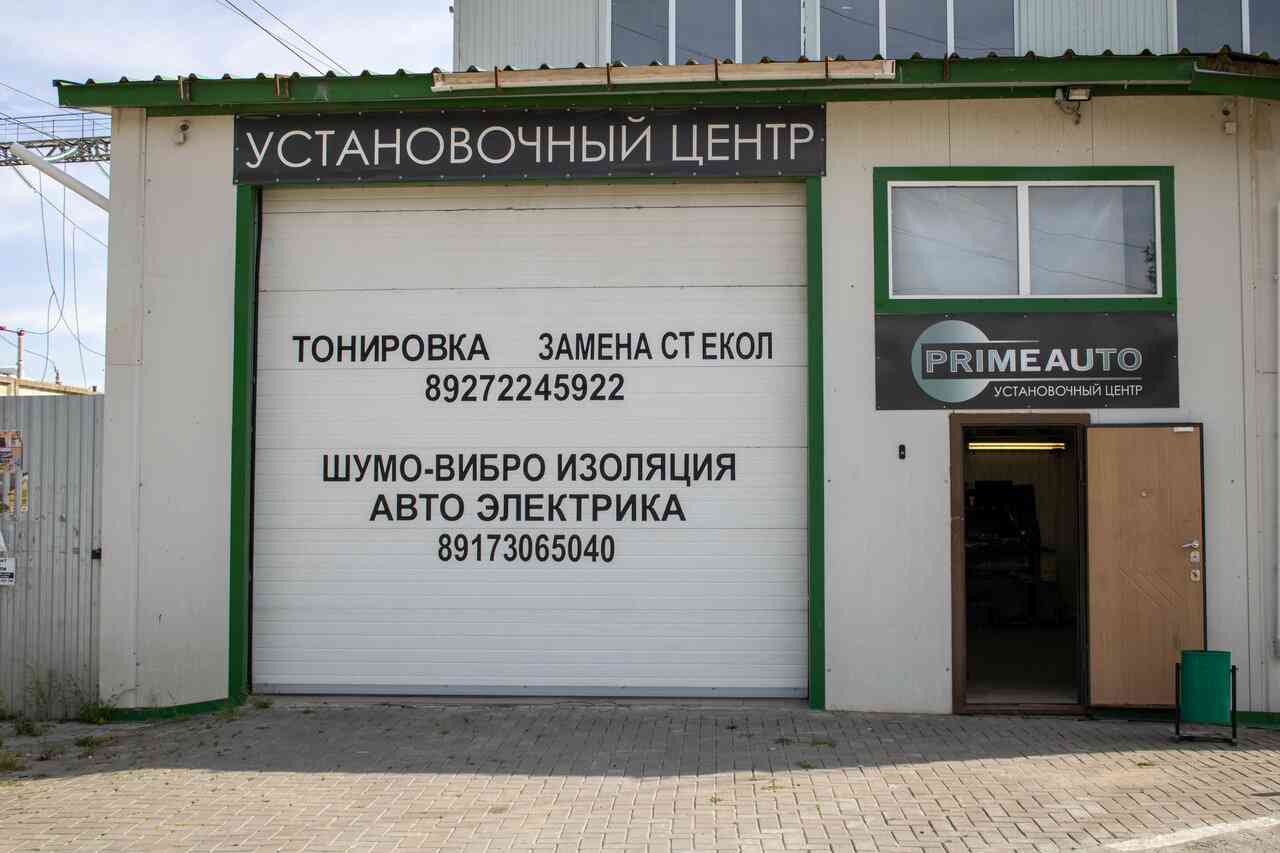 УСТАНОВОЧНЫЙ ЦЕНТР
ТОНИРОВКА ЗАМЕНА СТ ЕКОЛ
89272245922
ШУМО-ВИБРО ИЗОЛЯЦИЯ
АВТО ЭЛЕКТРИКА
89173065040
PRIMEAUTO
УСТАНОВОЧНЫЙ ЦЕНТР